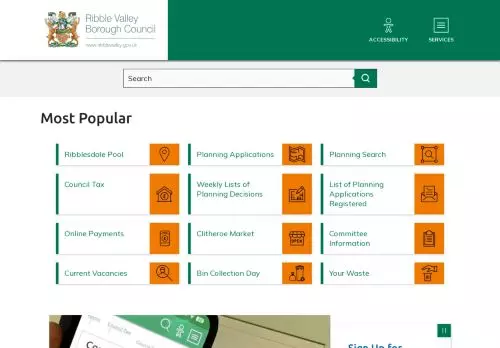 Ribble Valley
Borough Council
www.ribblevalley.gov.uk
ACCESSIBILITY
SERVICES
Search
Most Popular
Ribblesdale Pool
Planning Applications
Planning Search
Council Tax
Weekly Lists of
Planning Decisions
List of Planning
Applications
Registered
Online Payments
Clitheroe Market
OPEN
Committee
Information
Current Vacancies
Bin Collection Day
Your Waste
Sign Up for